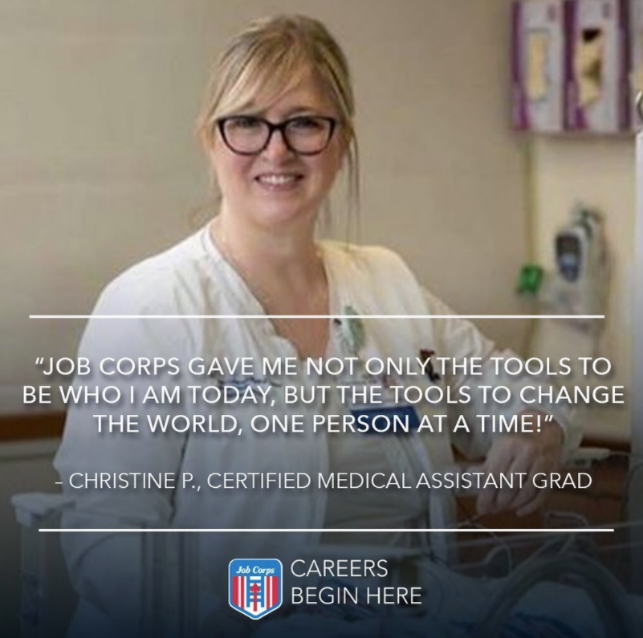 “JOB CORPS GAVE ME NOT ONLY THE TOOLS TO
BE WHO I AM TODAY, BUT THE TOOLS TO CHANGE
THE WORLD, ONE PERSON AT A TIME!”
– CHRISTINE P., CERTIFIED MEDICAL ASSISTANT GRAD
Job Corps
CAREERS
BEGIN HERE